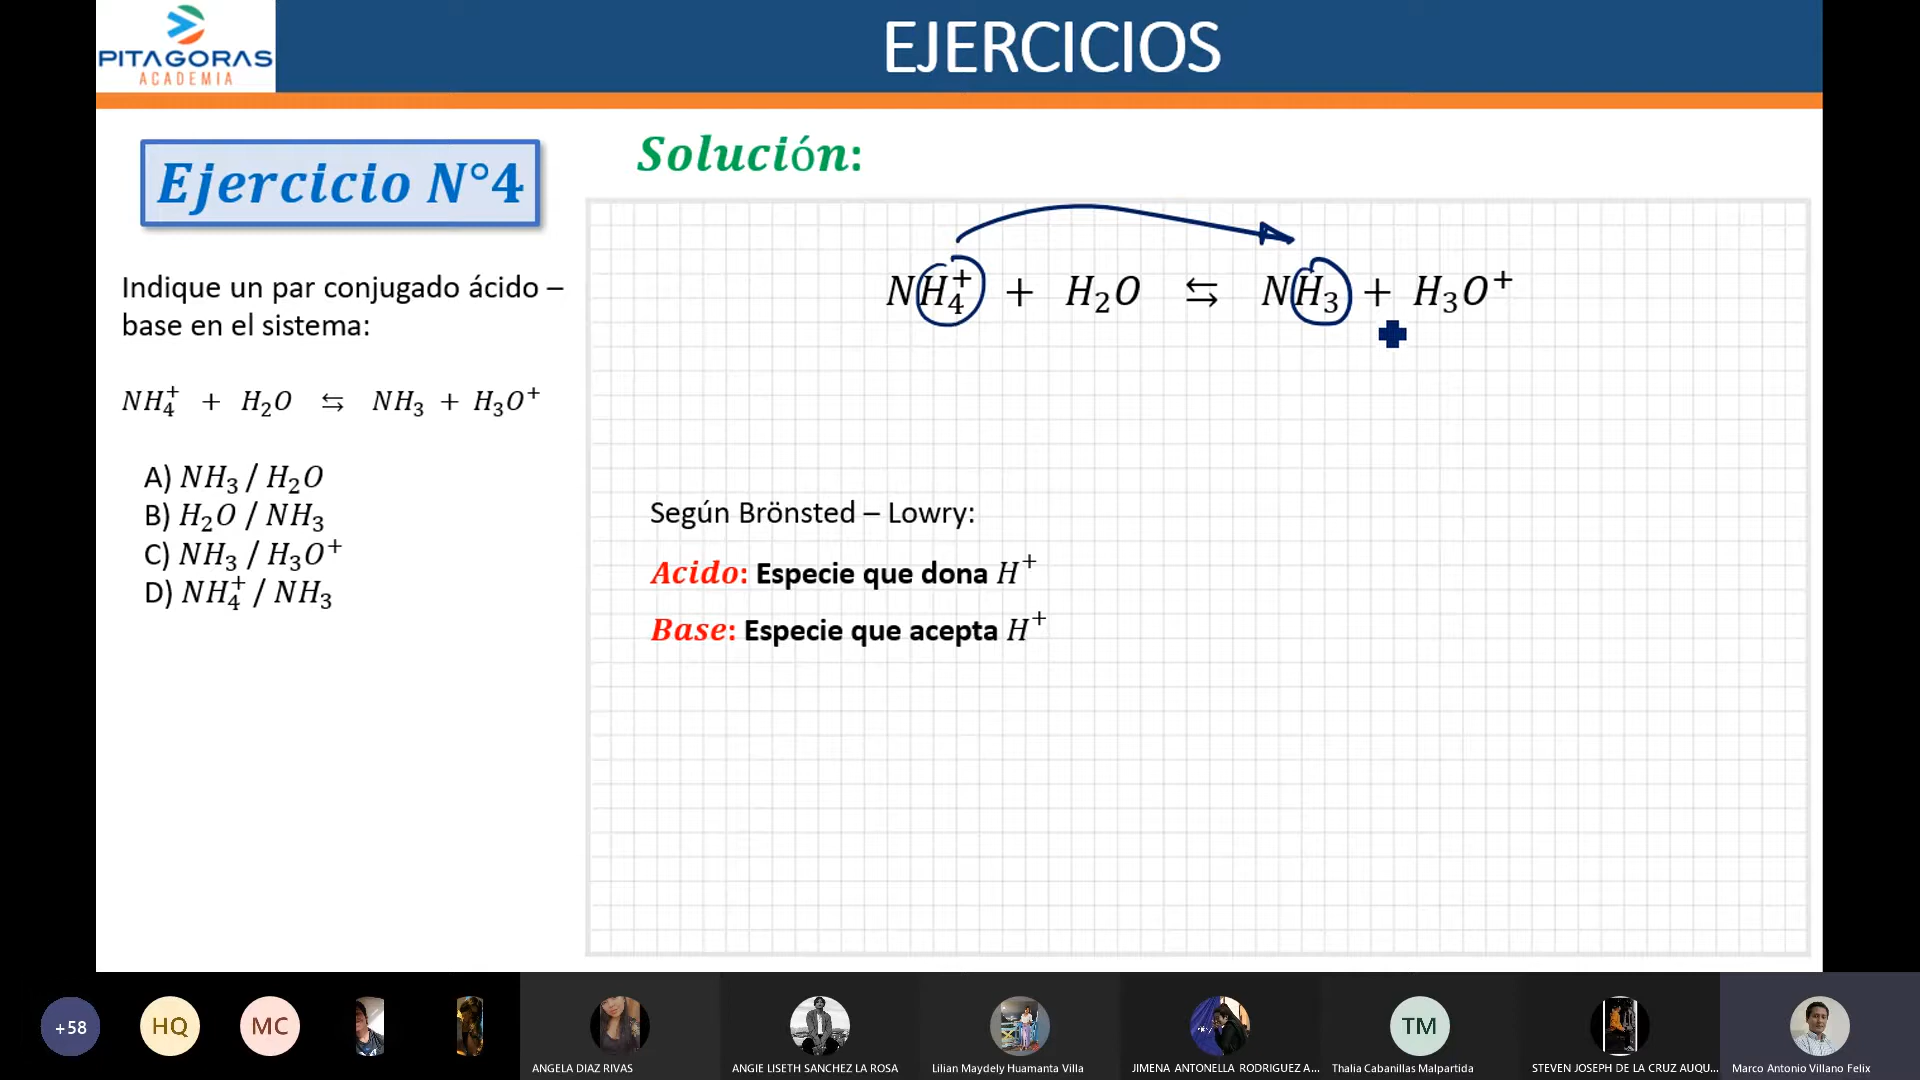 PITAGORAS
ACADEMIA
EJERCICIOS
Ejercicio N°4
Indique un par conjugado ácido –
base en el sistema:
NH₄⁺ + H₂O ⇆ NH₃ + H₃O⁺
A) NH₃ / H₂O
B) H₂O / NH₃
C) NH₃ / H₃O⁺
D) NH₄⁺ / NH₃
Solución:
NH₄⁺ + H₂O ⇆ NH₃ + H₃O⁺
Según Brönsted – Lowry:
Acido: Especie que dona H⁺
Base: Especie que acepta H⁺
+58
HQ
MC
ANGELA DIAZ RIVAS
ANGIE LISETH SANCHEZ LA ROSA
Lilian Maydely Huamanta Villa
JIMENA ANTONELLA RODRIGUEZ A...
TM
Thalia Cabanillas Malpartida
STEVEN JOSEPH DE LA CRUZ AUQU...
Marco Antonio Villano Felix